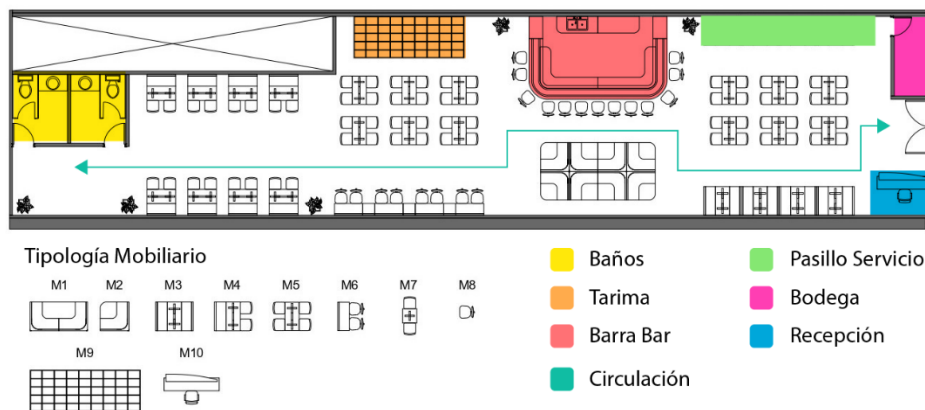 Tipología Mobiliario
M1 M2 M3 M4 M5 M6 M7 M8
M9 M10
Baños
Tarima
Barra Bar
Circulación
Pasillo Servicio
Bodega
Recepción